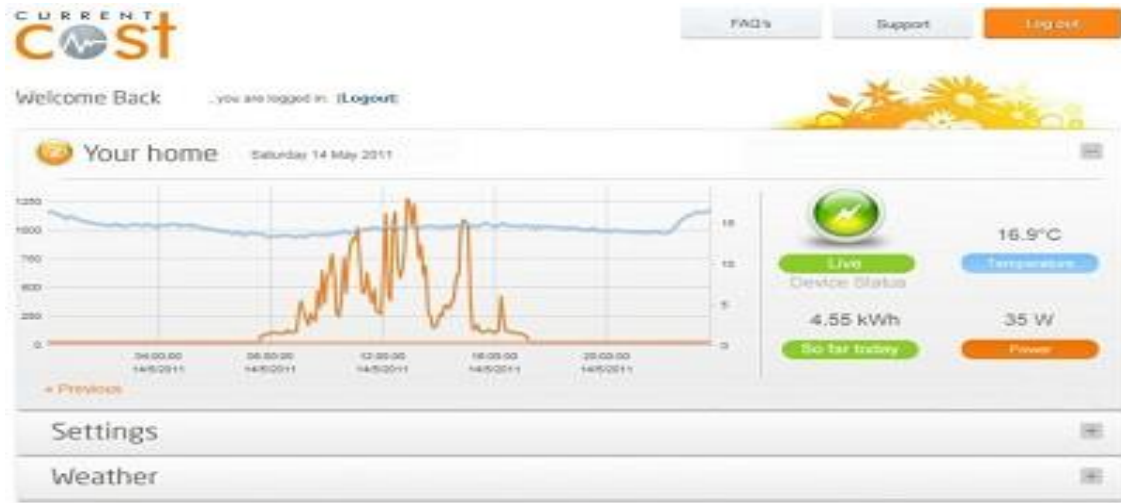 CURRENT
cost
FAQ's
Support
Log out
Welcome Back
you are logged in. (Logout)
Your home
Saturday 14 May 2011
1250
1000
750
500
250
0
15
10
5
0
04:00:00
14/5/2011
08:00:00
14/5/2011
12:00:00
14/5/2011
16:00:00
14/5/2011
20:00:00
14/5/2011
« Previous
Live
Device Status
16.9°C
Temperature
4.55 kWh
So far today
35 W
Power
Settings
Weather